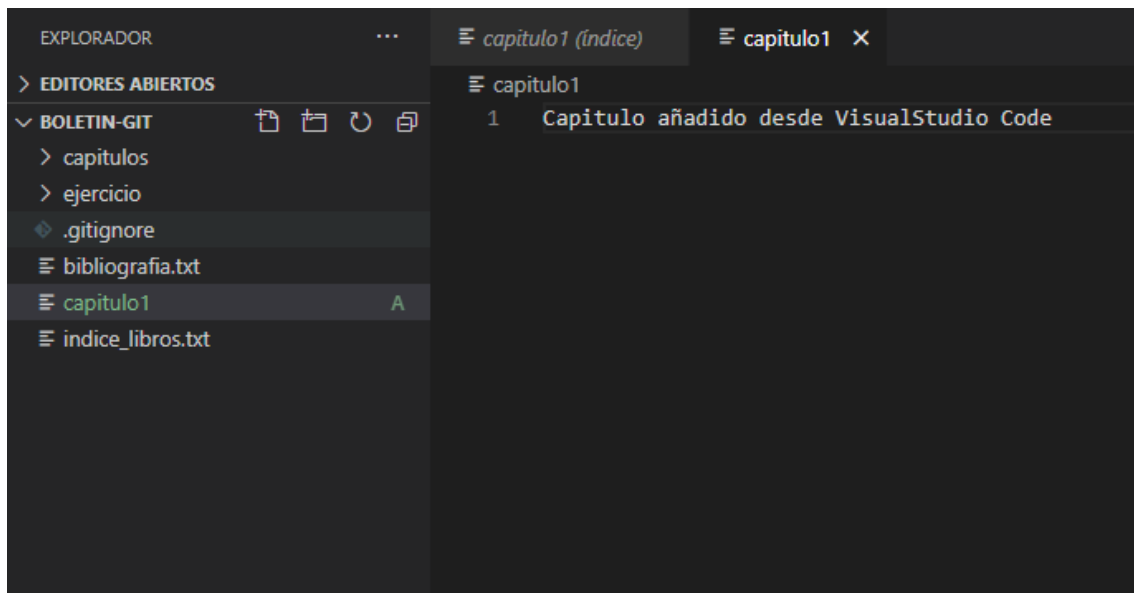 EXPLORADOR
EDITORES ABIERTOS
BOLETIN-GIT
capitulos
ejercicio
.gitignore
bibliografia.txt
capitulo1 A
indice_libros.txt
capitulo1 (índice) capitulo1
capitulo1
1 Capitulo añadido desde VisualStudio Code